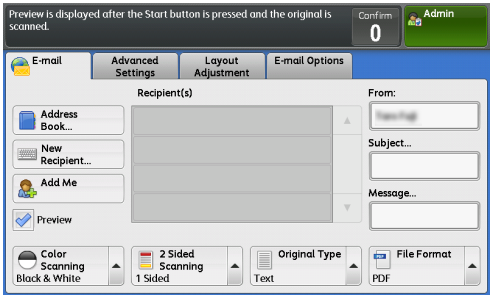 Preview is displayed after the Start button is pressed and the original is
scanned.
Confirm
0
Admin
E-mail
Advanced
Settings
Layout
Adjustment
E-mail Options
Recipient(s)
From:
Address
Book...
New
Recipient...
Add Me
Preview
Subject...
Message...
Color
Scanning
Black & White
2 Sided
Scanning
1 Sided
Original Type
Text
PDF
File Format
PDF